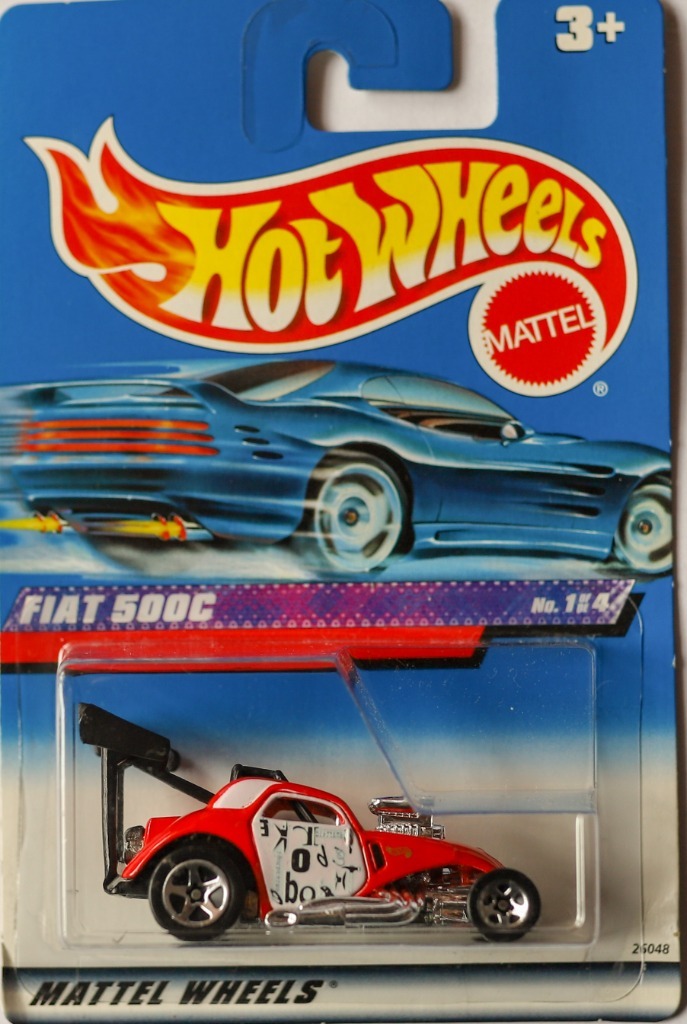 3+
HOT WHEELS
MATTEL
®
FIAT 500C
No. 1 OF 4
26048
MATTEL WHEELS®